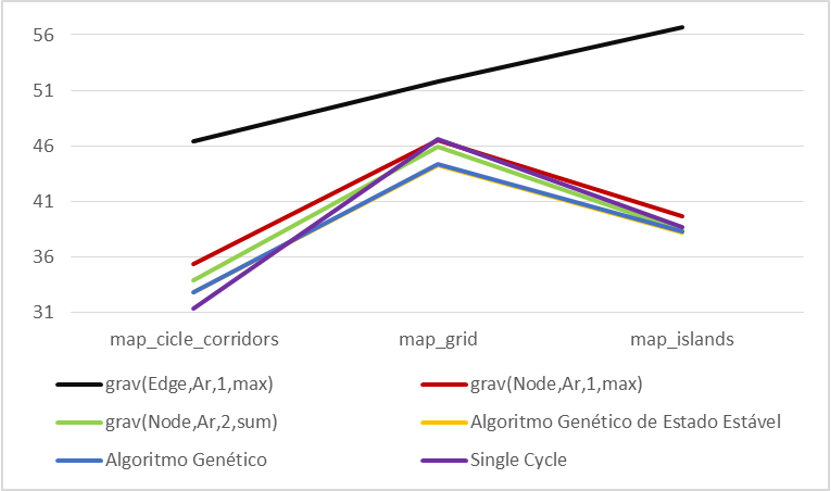 56
51
46
41
36
31
map_cicle_corridors map_grid map_islands
grav(Edge,Ar,1,max) grav(Node,Ar,1,max)
grav(Node,Ar,2,sum) Algoritmo Genético de Estado Estável
Algoritmo Genético Single Cycle